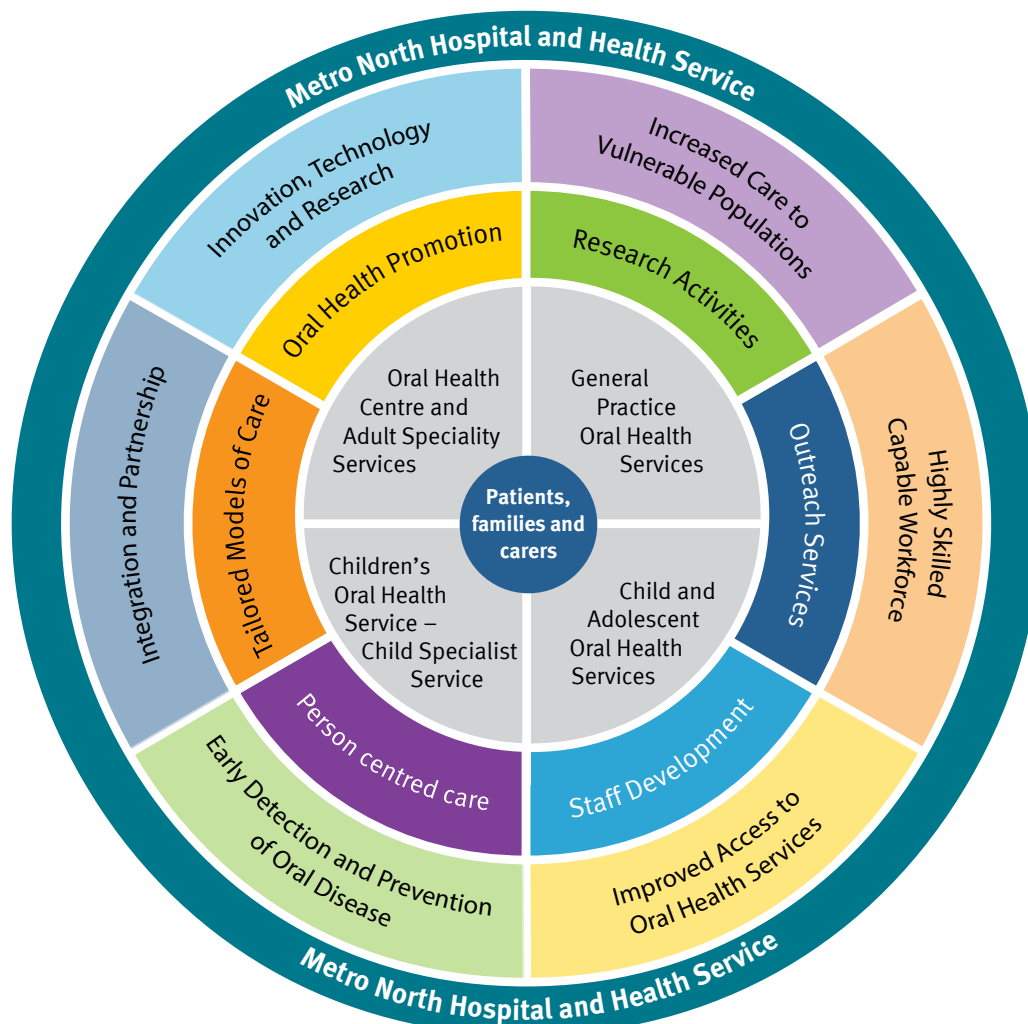 Metro North Hospital and Health Service
Innovation, Technology
and Research
Increased Care to
Vulnerable Populations
Oral Health Promotion
Research Activities
Integration and Partnership
Tailored Models of Care
Oral Health
Centre and
Adult Speciality
Services
General
Practice
Oral Health
Services
Outreach Services
Highly Skilled
Capable Workforce
Patients,
families and
carers
Children’s
Oral Health
Service –
Child Specialist
Service
Child and
Adolescent
Oral Health
Services
Person centred care
Staff Development
Early Detection and Prevention
of Oral Disease
Improved Access to
Oral Health Services
Metro North Hospital and Health Service